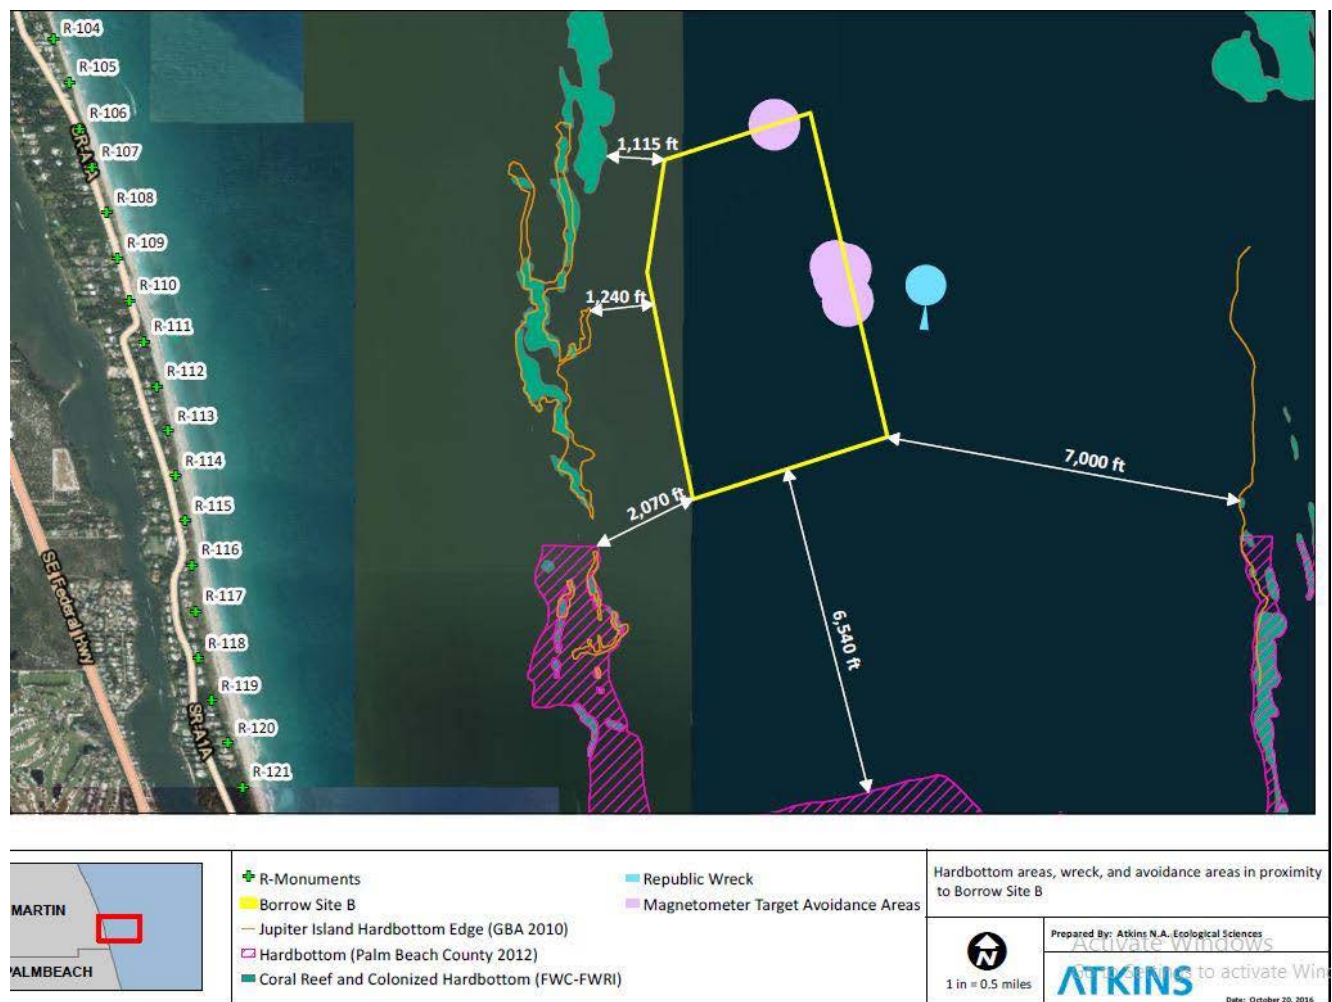 R-104
R-105
R-106
SR-A1A
R-107
R-108
R-109
R-110
R-111
R-112
R-113
R-114
R-115
R-116
R-117
R-118
R-119
R-120
R-121
SR-A1A
SE Federal Hwy
1,115 ft
1,240 ft
2,070 ft
7,000 ft
6,540 ft
MARTIN
PALMBEACH
R-Monuments
Borrow Site B
Jupiter Island Hardbottom Edge (GBA 2010)
Hardbottom (Palm Beach County 2012)
Coral Reef and Colonized Hardbottom (FWC-FWRI)
Republic Wreck
Magnetometer Target Avoidance Areas
Hardbottom areas, wreck, and avoidance areas in proximity
to Borrow Site B
N
1 in = 0.5 miles
Prepared By: Atkins N.A. Ecological Sciences
Activate Windows
Go to Settings to activate Win
ATKINS
Date: October 20, 2016